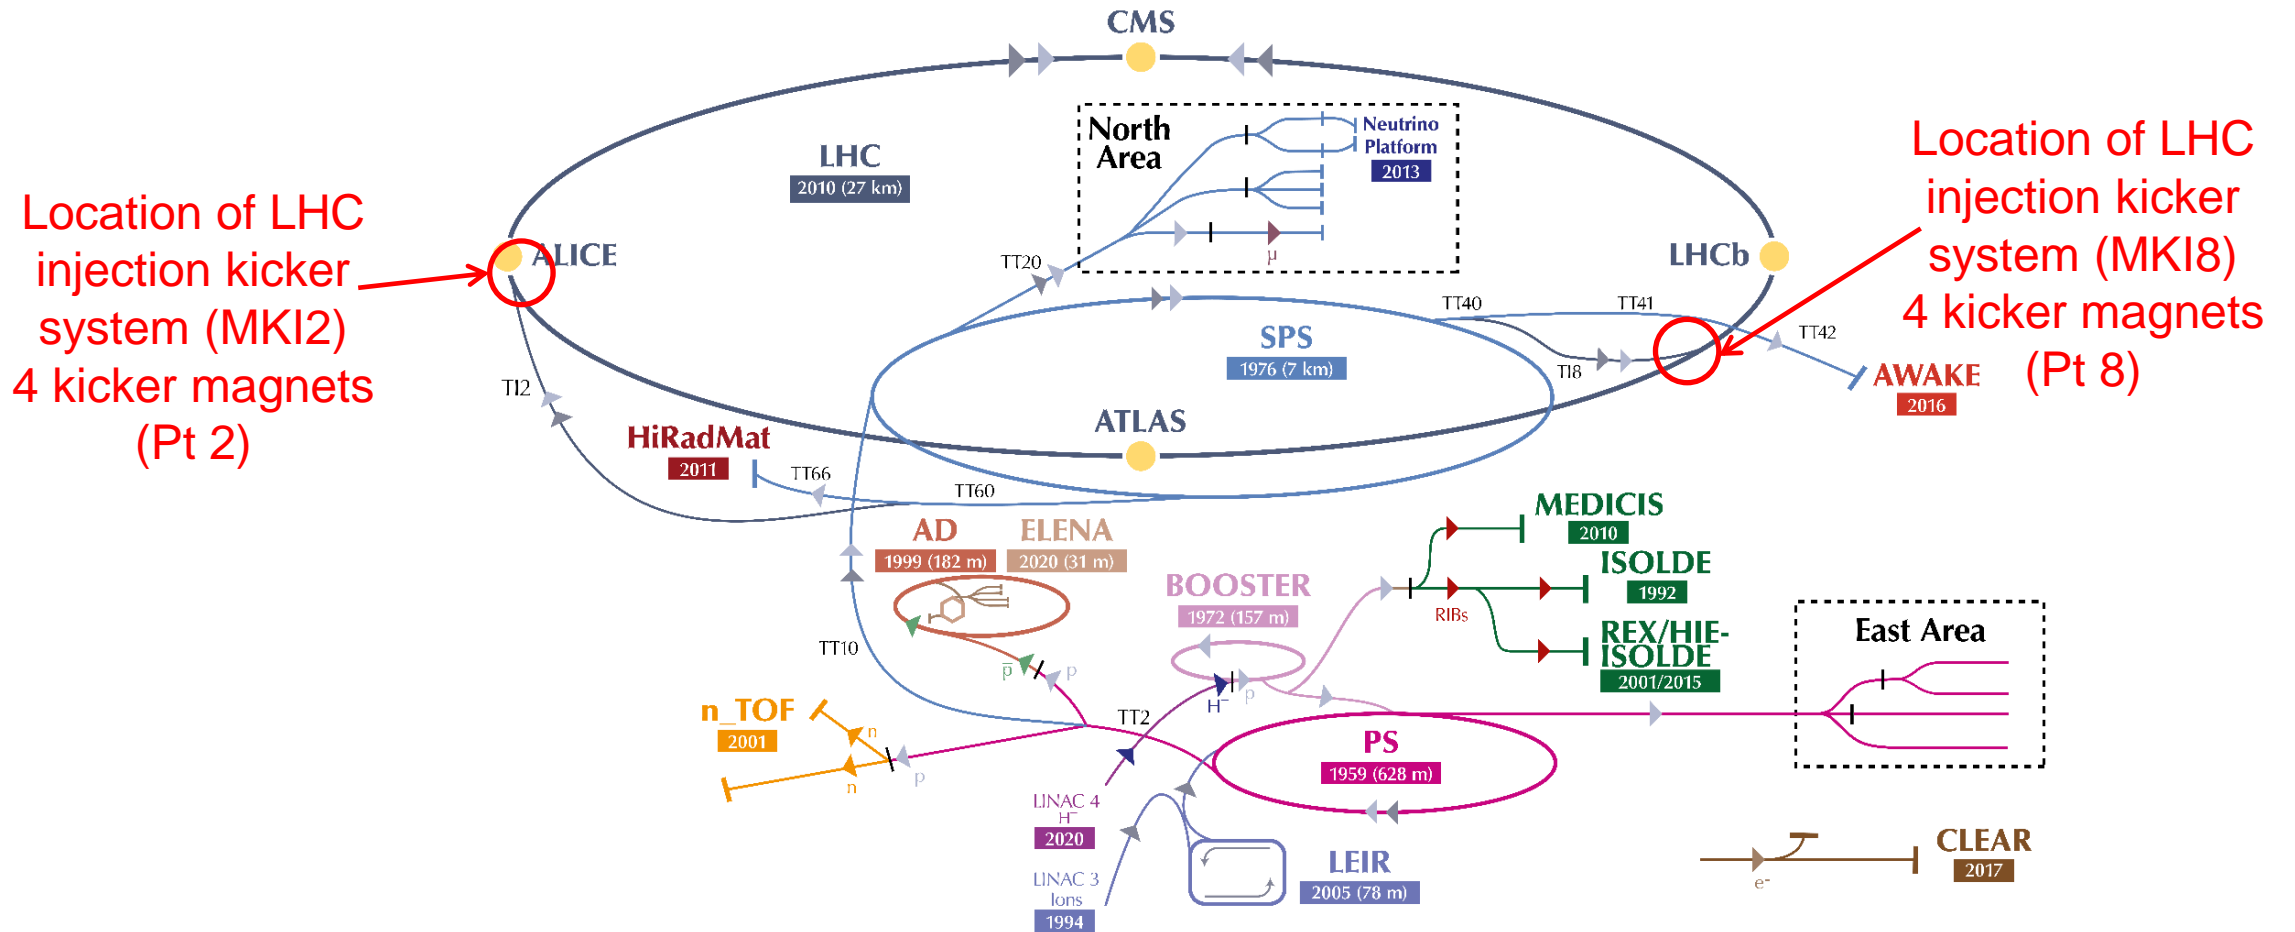 CMS
North
Area
Neutrino
Platform
2013
LHC
2010 (27 km)
Location of LHC
injection kicker
system (MKI2)
4 kicker magnets
(Pt 2)
Location of LHC
injection kicker
system (MKI8)
4 kicker magnets
(Pt 8)
ALICE
LHCb
TT20
μ
TT40
TT41
TT42
SPS
1976 (7 km)
TI2
TI8
AWAKE
2016
ATLAS
HiRadMat
2011
TT66
TT60
MEDICIS
2010
AD
1999 (182 m)
ELENA
2020 (31 m)
ISOLDE
1992
BOOSTER
1972 (157 m)
RIBs
REX/HIE-
ISOLDE
2001/2015
East Area
TT10
p̅
p
H⁻
p
n_TOF
2001
n
n
p
TT2
PS
1959 (628 m)
LINAC 4
H⁻
2020
LINAC 3
Ions
1994
LEIR
2005 (78 m)
CLEAR
2017
e-